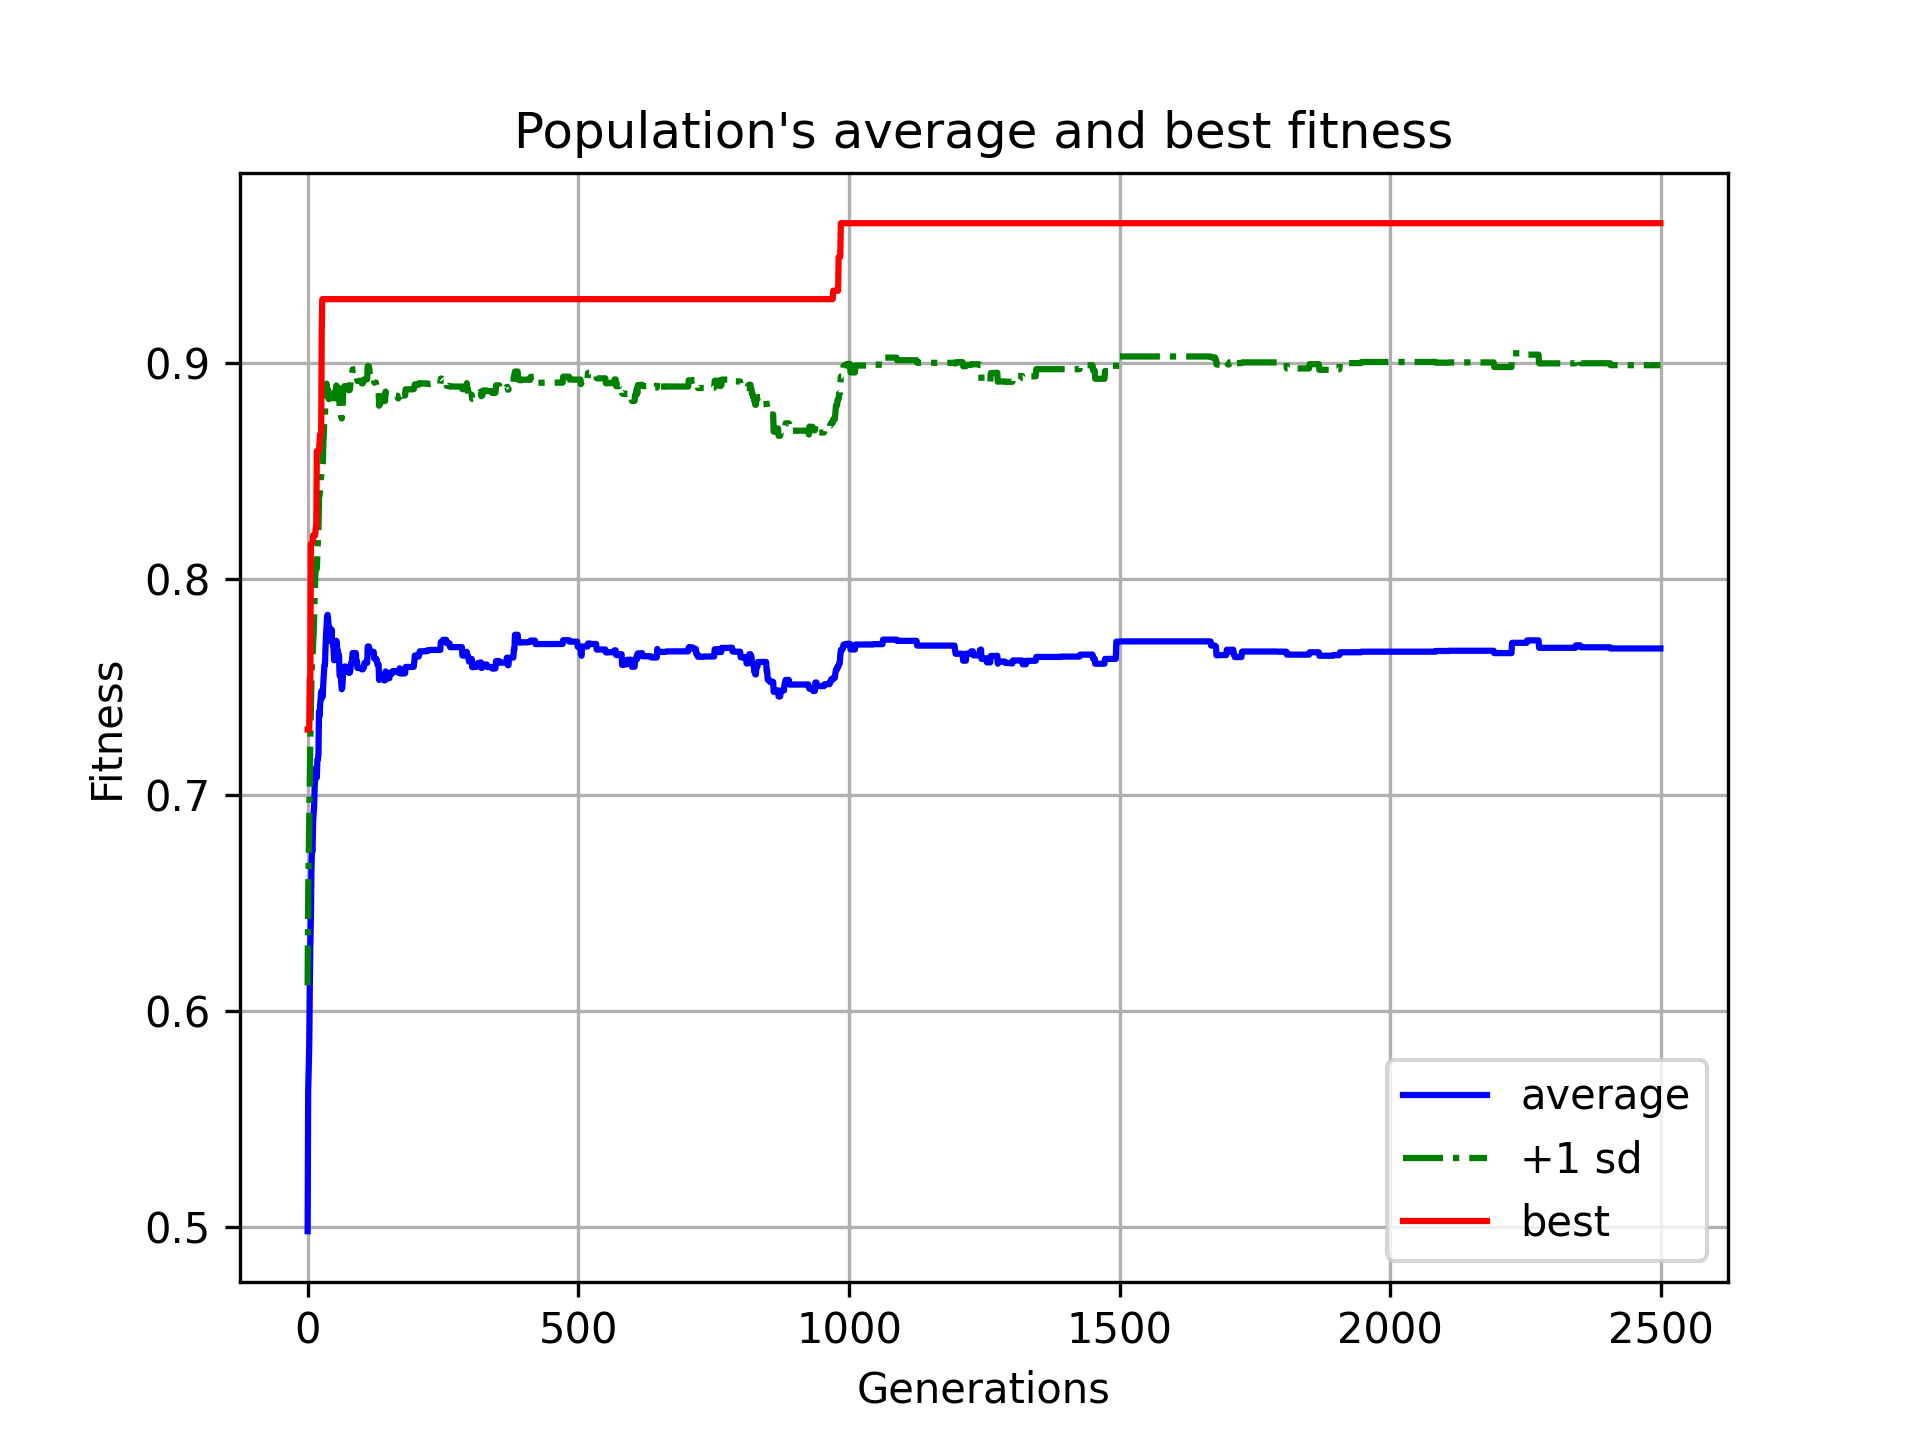 Population's average and best fitness
Fitness
0.9
0.8
0.7
0.6
0.5
0 500 1000 1500 2000 2500
Generations
average
+1 sd
best